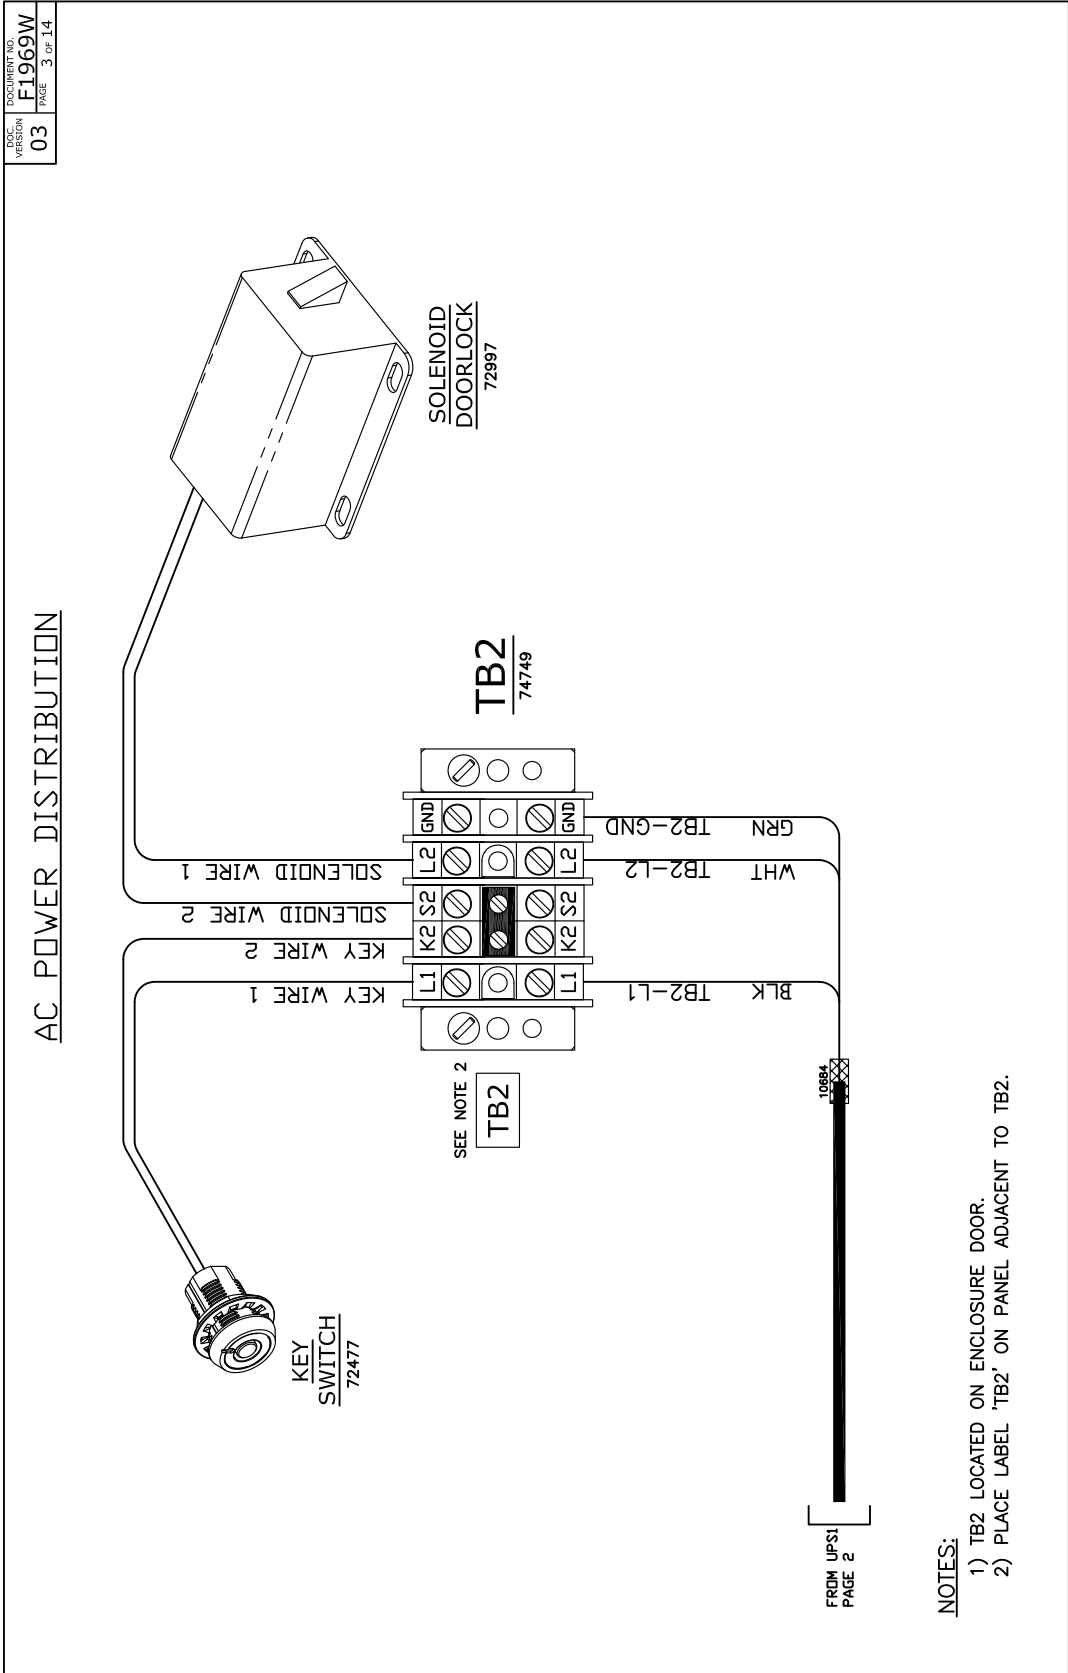 DOC. VERSION
03
DOCUMENT NO.
F1969W
PAGE 3 OF 14
AC POWER DISTRIBUTION
KEY
SWITCH
72477
SOLENOID
DOORLOCK
72997
KEY WIRE 1
KEY WIRE 2
SOLENOID WIRE 2
SOLENOID WIRE 1
SEE NOTE 2
TB2
L1
K2
S2
L2
GND
L1
K2
S2
L2
GND
TB2
74749
TB2-L1
BLK
TB2-L2
WHT
TB2-GND
GRN
10684
FROM UPS1
PAGE 2
NOTES:
1) TB2 LOCATED ON ENCLOSURE DOOR.
2) PLACE LABEL 'TB2' ON PANEL ADJACENT TO TB2.